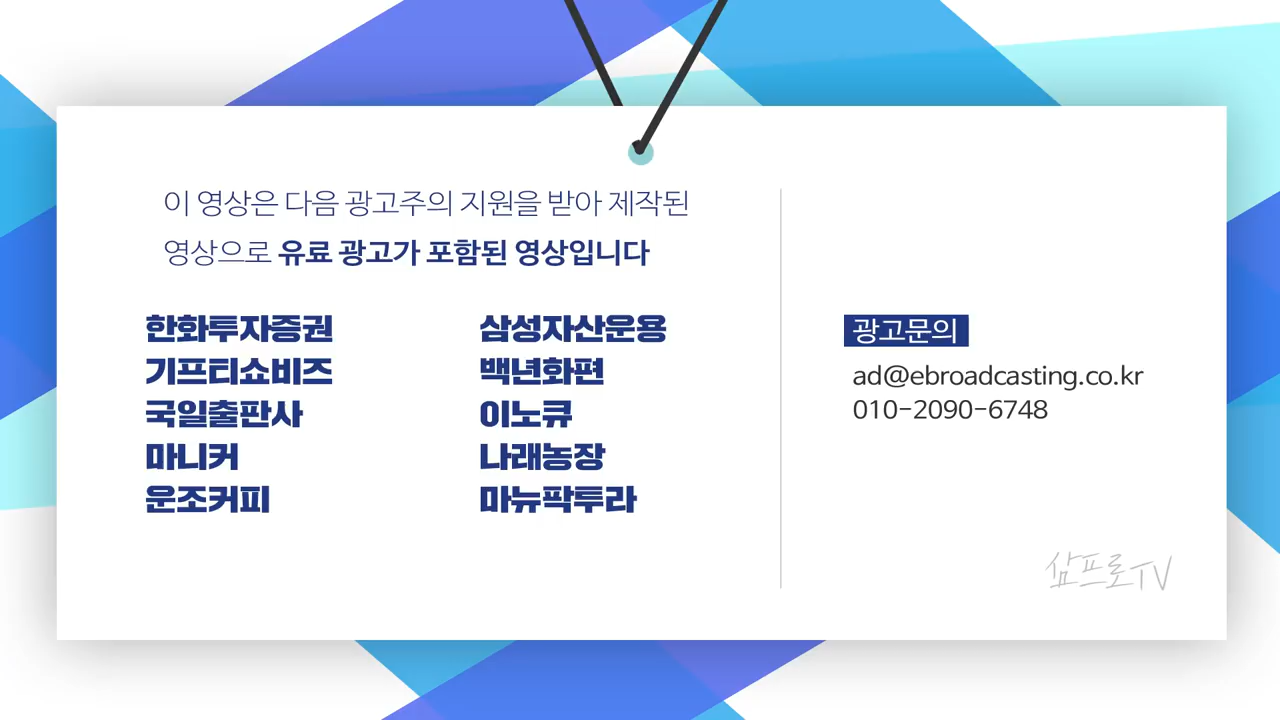 이 영상은 다음 광고주의 지원을 받아 제작된
영상으로 유료 광고가 포함된 영상입니다
한화투자증권
기프티쇼비즈
국일출판사
마니커
운조커피
삼성자산운용
백년화편
이노큐
나래농장
마뉴팍투라
광고문의
ad@ebroadcasting.co.kr
010-2090-6748
삼프로TV